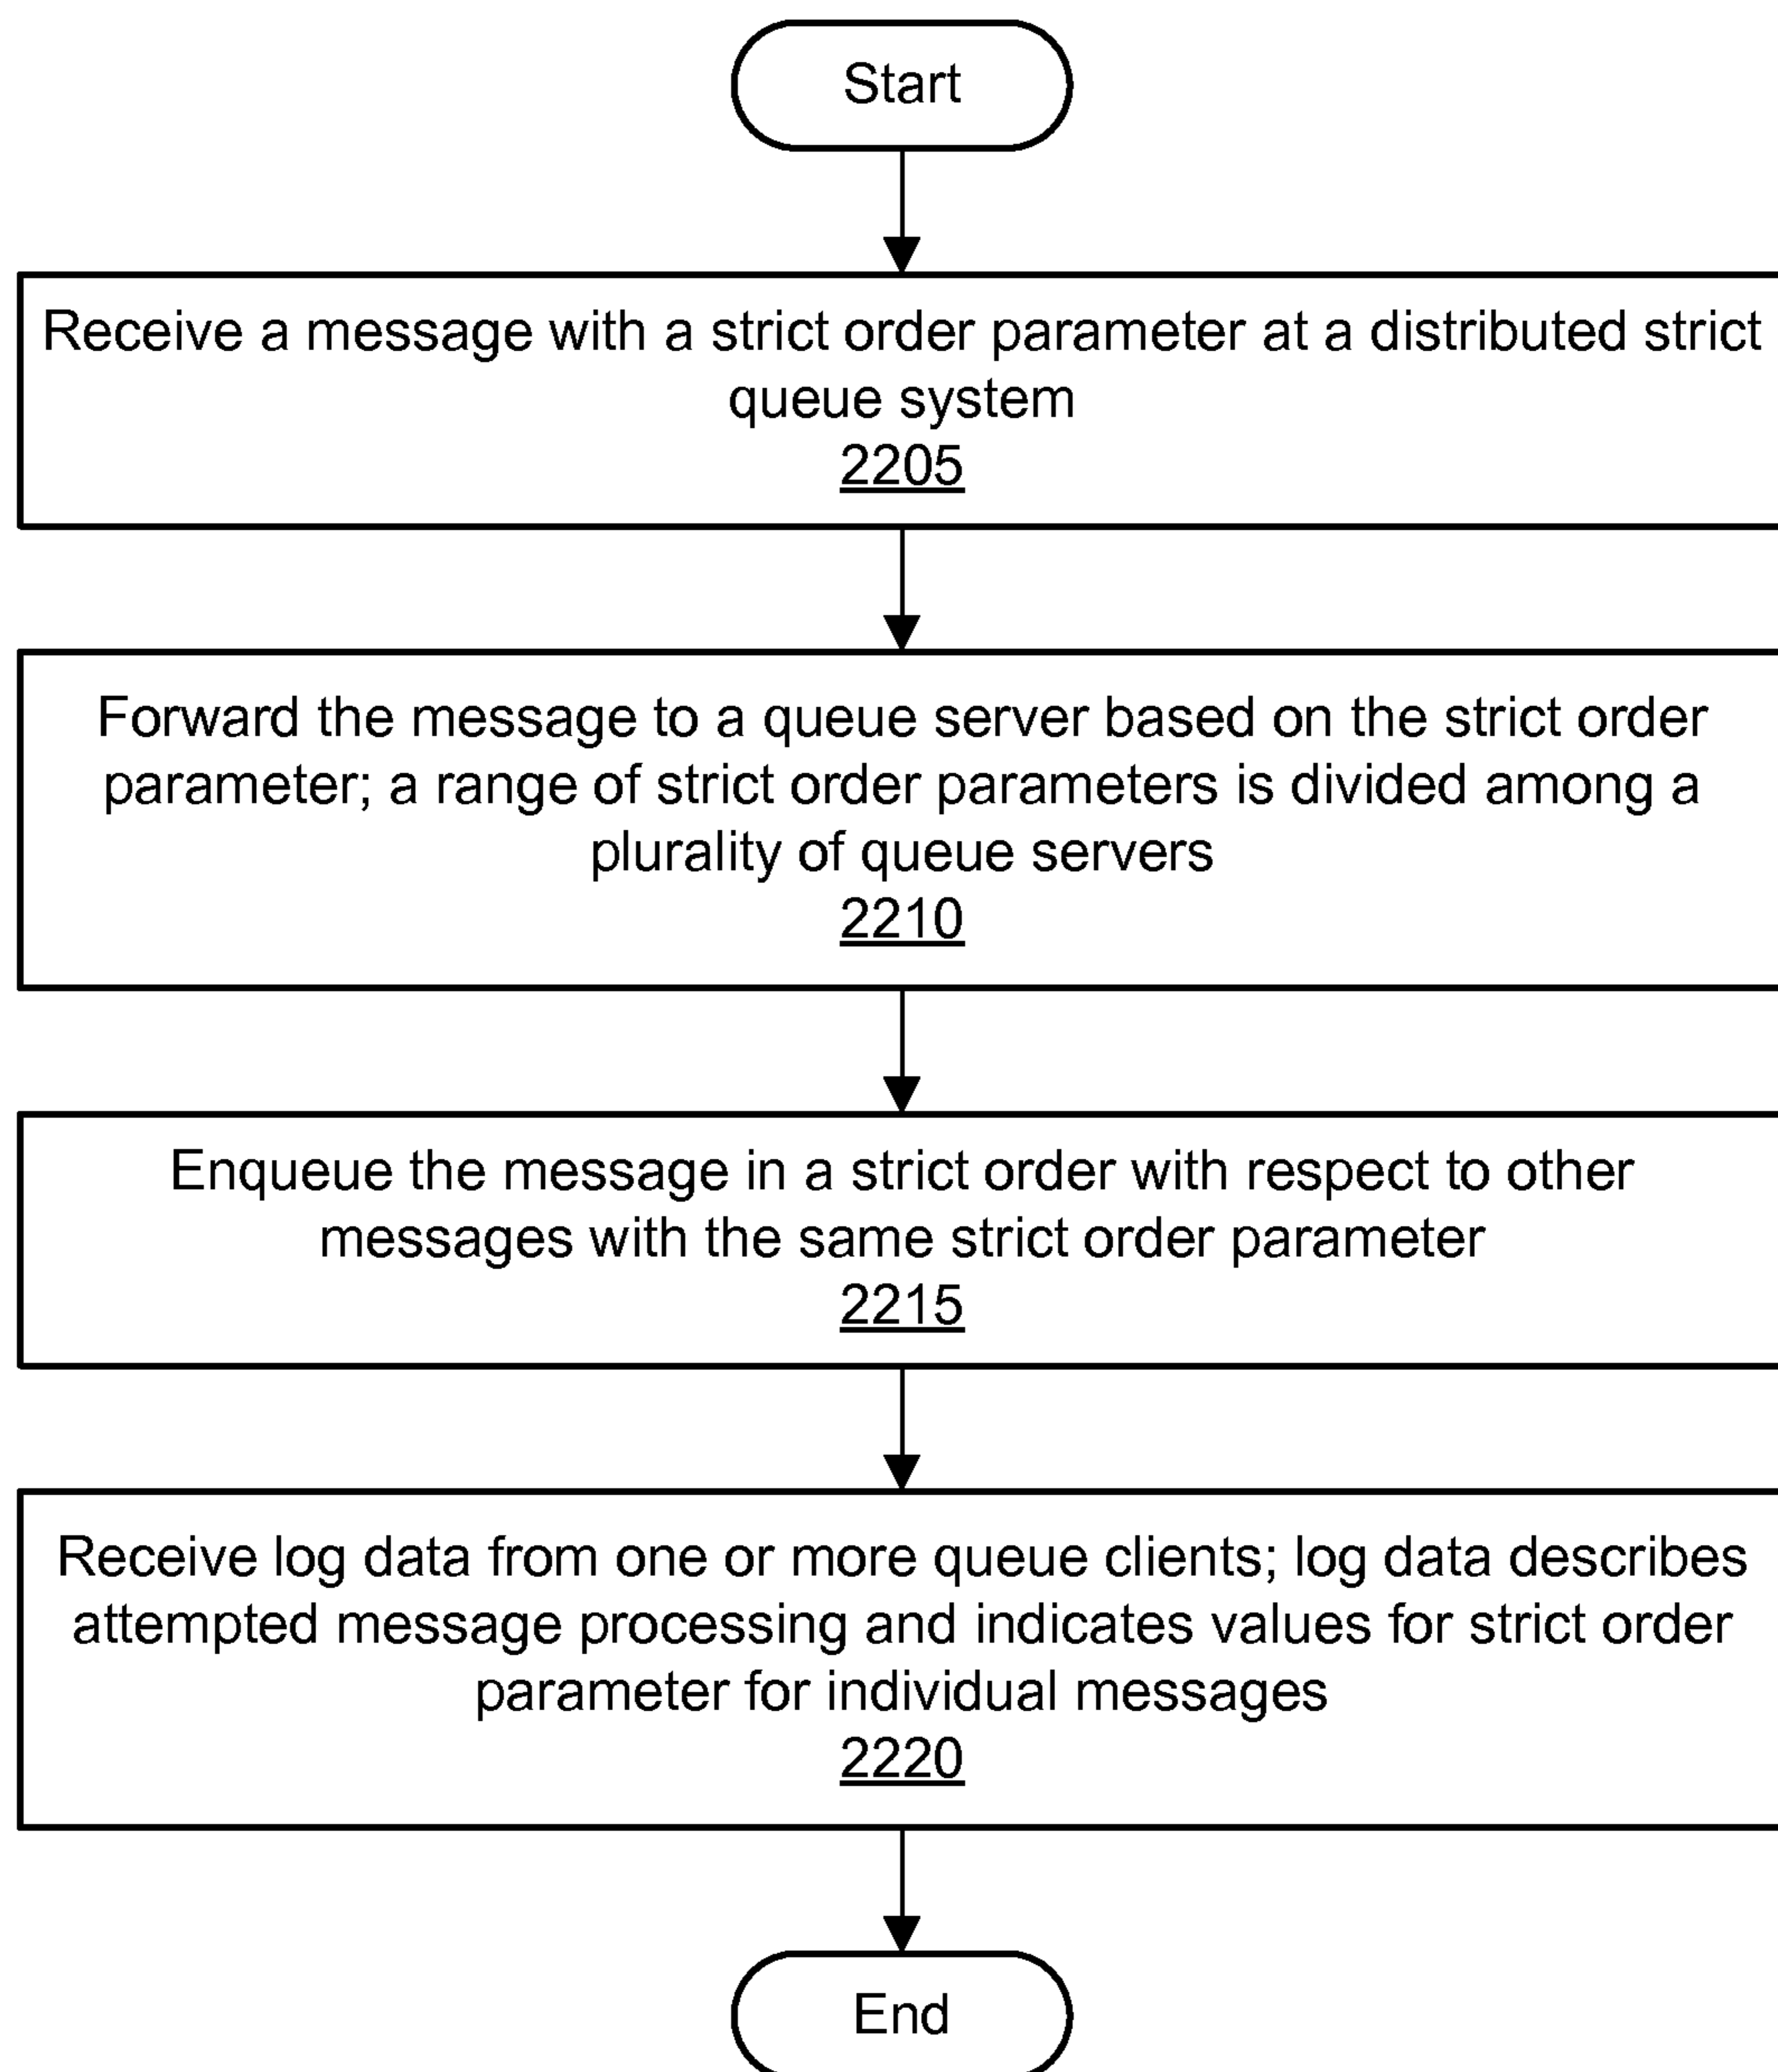 Start
Receive a message with a strict order parameter at a distributed strict
queue system
2205
Forward the message to a queue server based on the strict order
parameter; a range of strict order parameters is divided among a
plurality of queue servers
2210
Enqueue the message in a strict order with respect to other
messages with the same strict order parameter
2215
Receive log data from one or more queue clients; log data describes
attempted message processing and indicates values for strict order
parameter for individual messages
2220
End